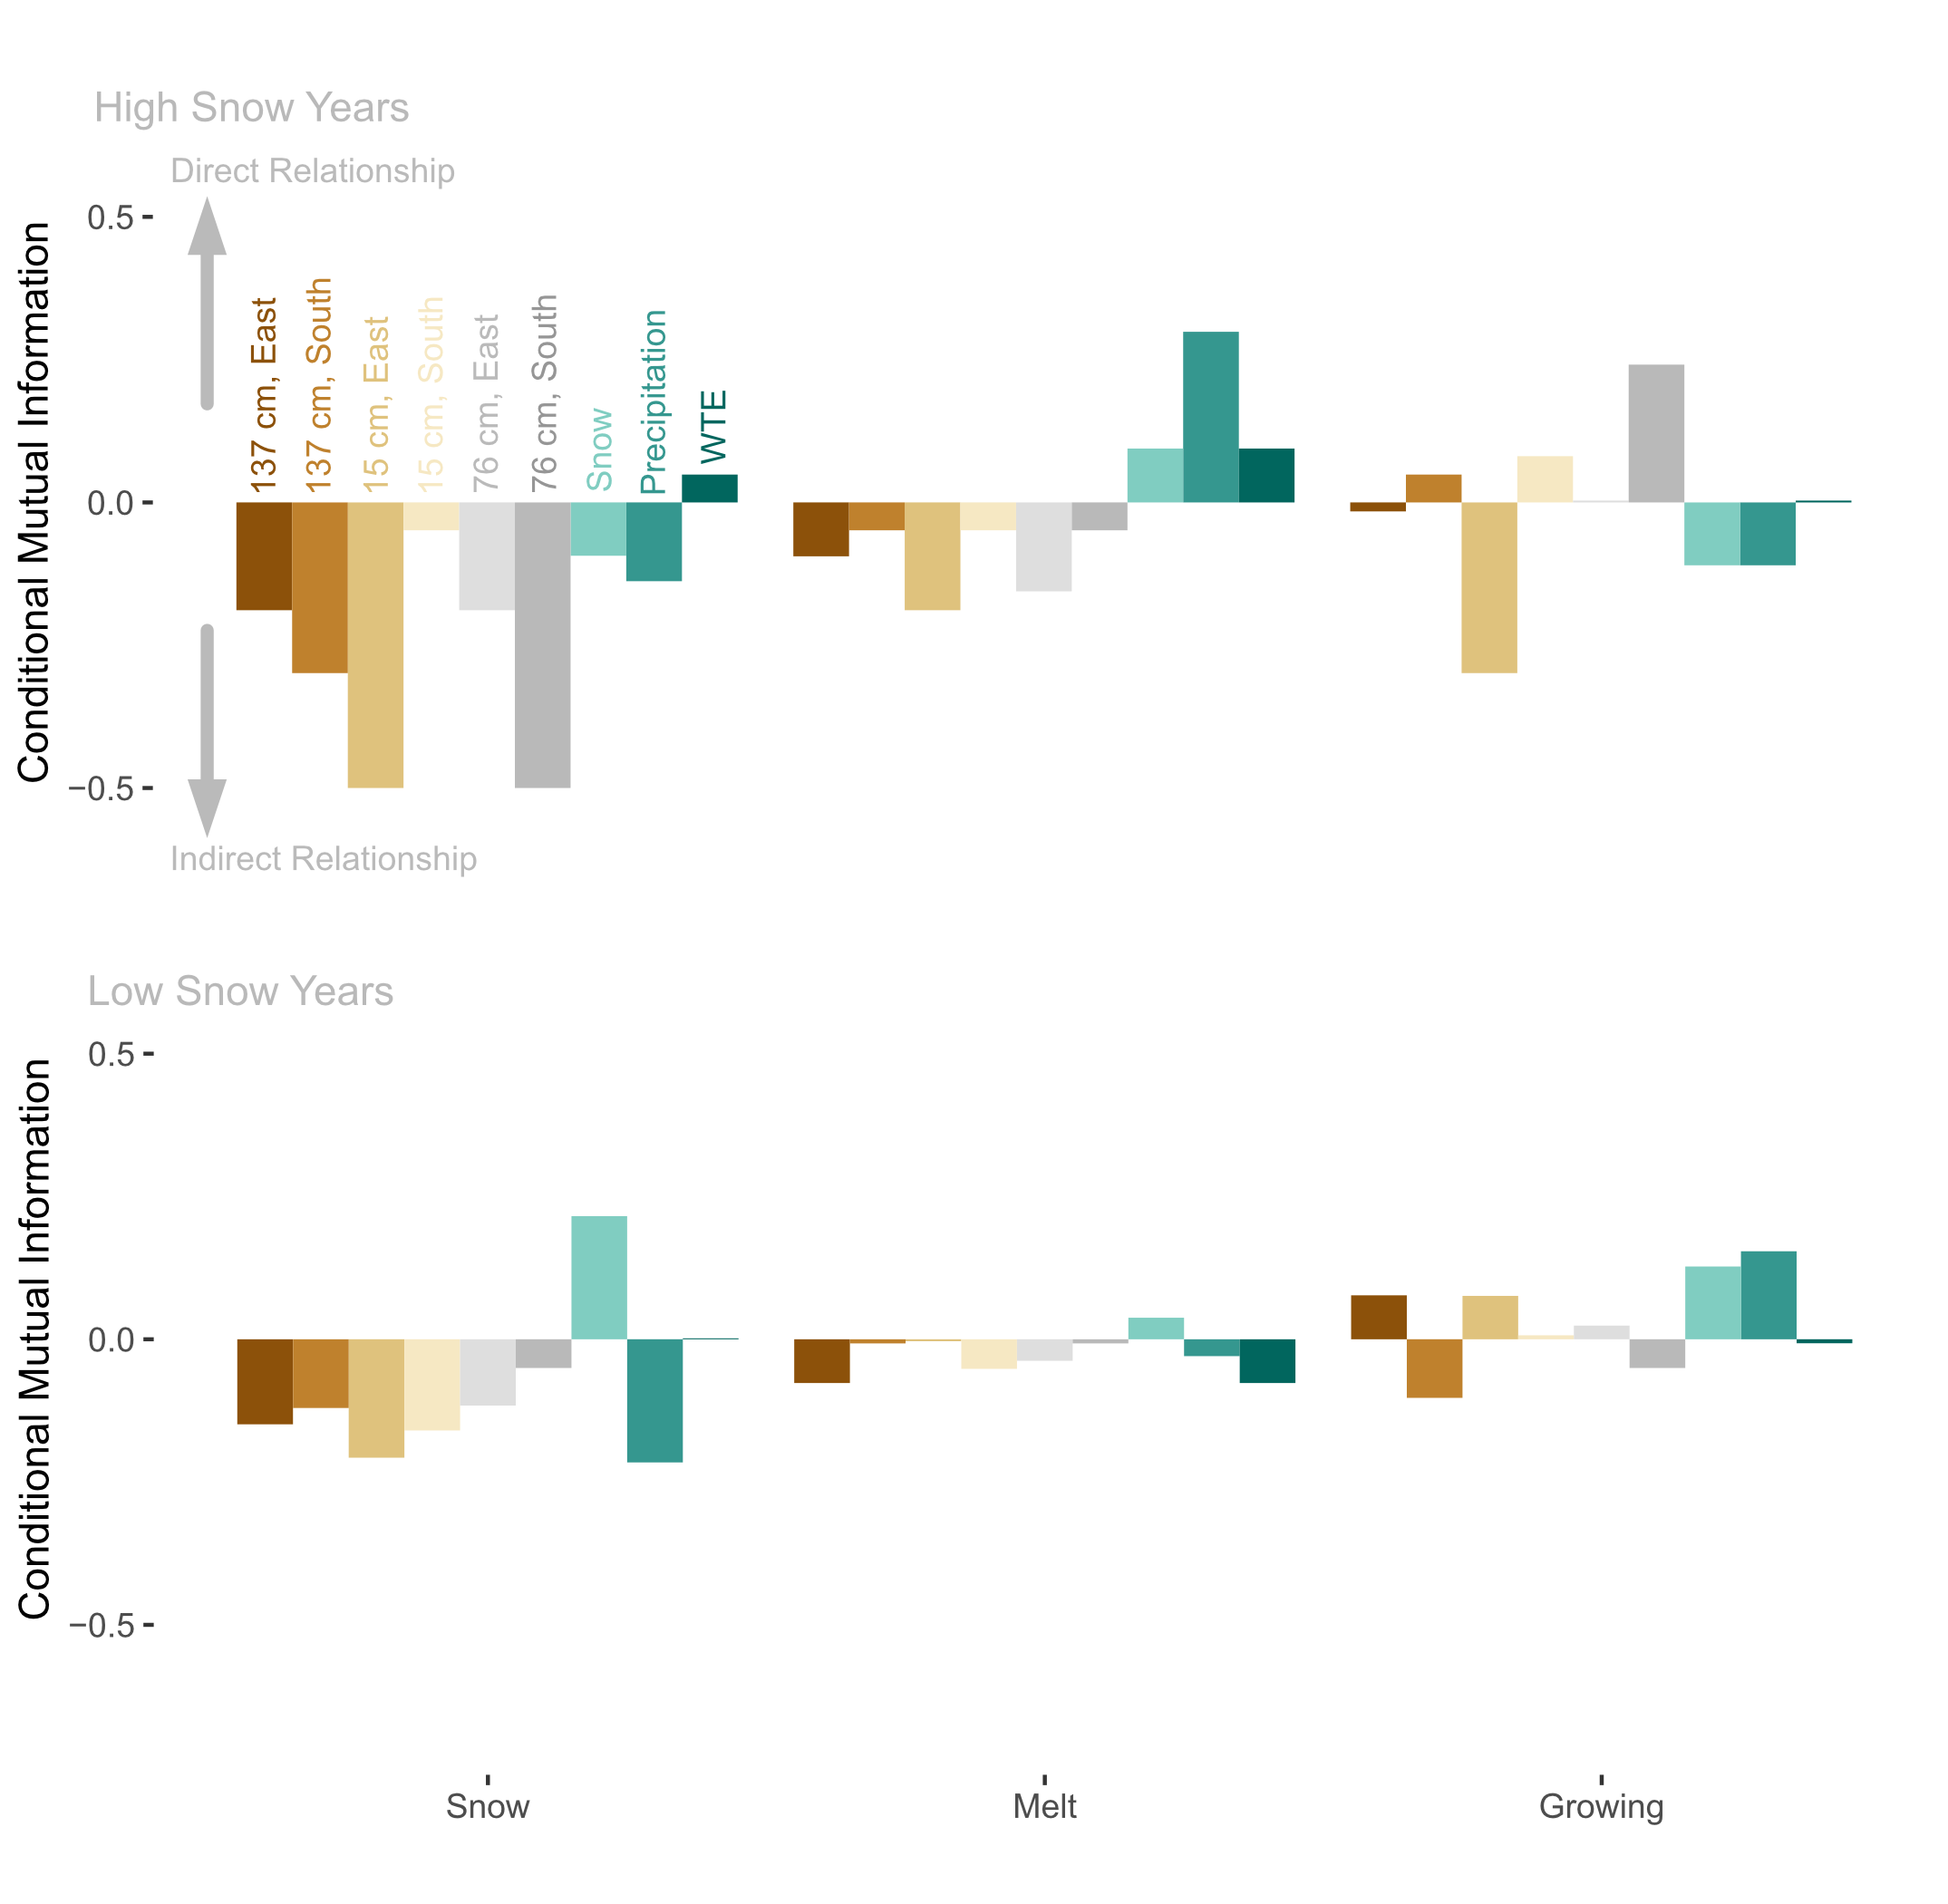 High Snow Years
Direct Relationship
Conditional Mutual Information
0.5
0.0
−0.5
137 cm, East
137 cm, South
15 cm, East
15 cm, South
76 cm, East
76 cm, South
Snow
Precipitation
WTE
Indirect Relationship
Low Snow Years
Conditional Mutual Information
0.5
0.0
−0.5
Snow
Melt
Growing